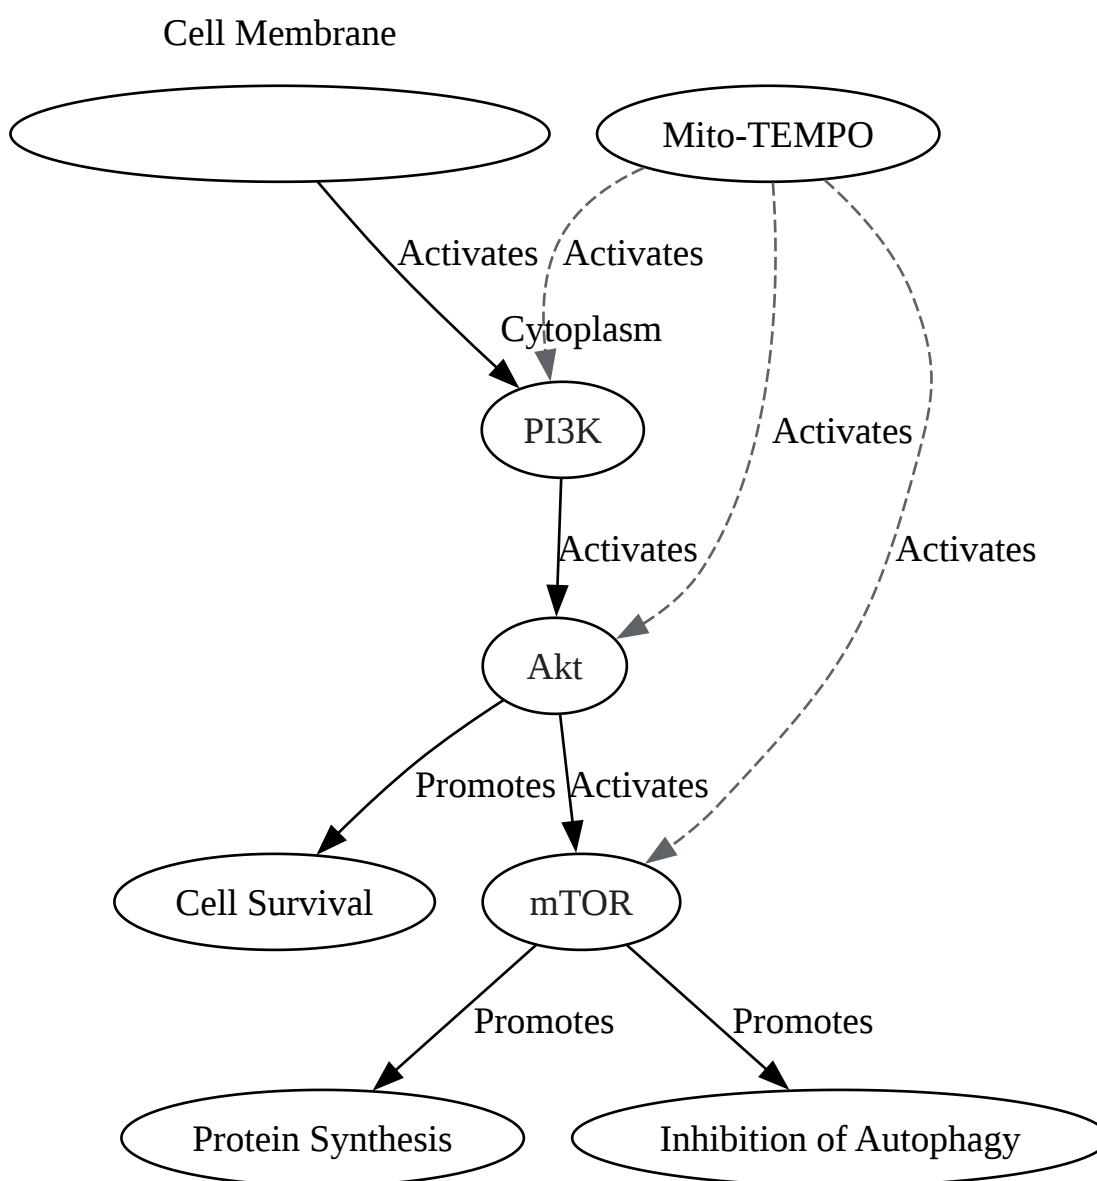 Cell Membrane
Mito-TEMPO
Activates
Activates
Cytoplasm
PI3K
Activates
Activates
Activates
Akt
Promotes
Activates
Cell Survival
mTOR
Promotes
Promotes
Protein Synthesis
Inhibition of Autophagy